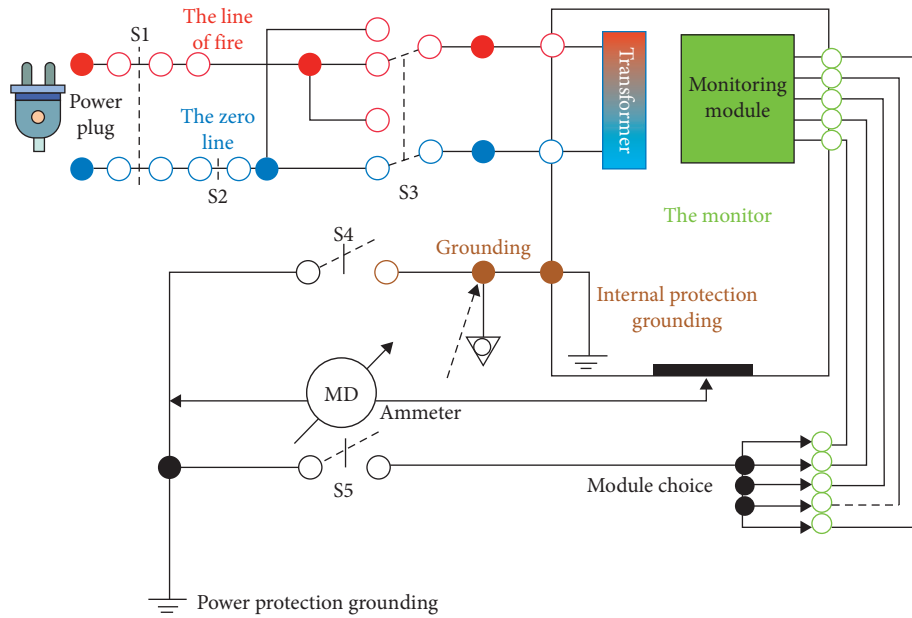 S1
The line
of fire
Power
plug
The zero
line
S2
S3
Transformer
Monitoring
module
The monitor
S4
Grounding
Internal protection
grounding
MD
Ammeter
S5
Module choice
Power protection grounding